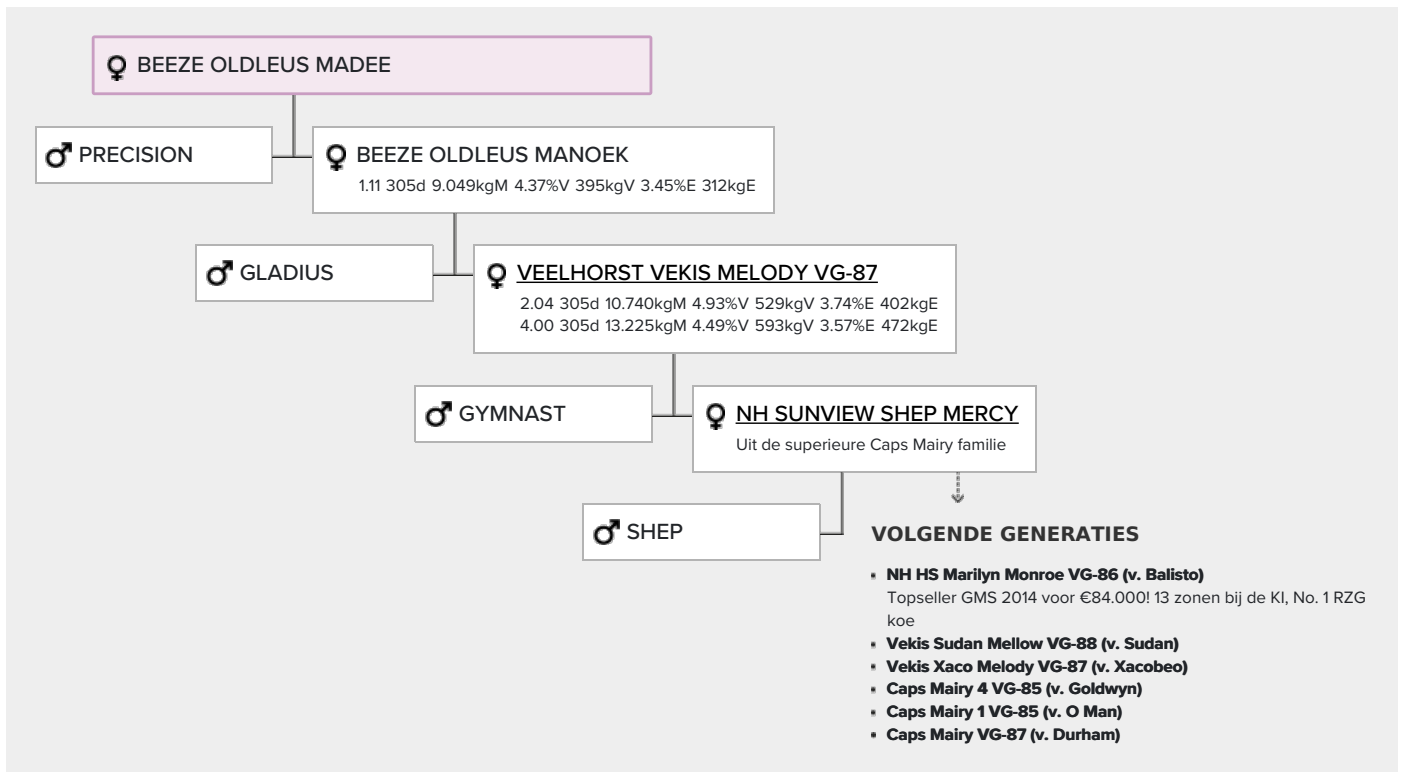 BEEZE OLDLEUS MADEE
PRECISION
BEEZE OLDLEUS MANOEK
1.11 305d 9.049kgM 4.37%V 395kgV 3.45%E 312kgE
GLADIUS
VEELHORST VEKIS MELODY VG-87
2.04 305d 10.740kgM 4.93%V 529kgV 3.74%E 402kgE
4.00 305d 13.225kgM 4.49%V 593kgV 3.57%E 472kgE
GYMNAST
NH SUNVIEW SHEP MERCY
Uit de superieure Caps Mairy familie
SHEP
VOLGENDE GENERATIES
NH HS Marilyn Monroe VG-86 (v. Balisto)
Topseller GMS 2014 voor €84.000! 13 zonen bij de KI, No. 1 RZG
koe
Vekis Sudan Mellow VG-88 (v. Sudan)
Vekis Xaco Melody VG-87 (v. Xacobeo)
Caps Mairy 4 VG-85 (v. Goldwyn)
Caps Mairy 1 VG-85 (v. O Man)
Caps Mairy VG-87 (v. Durham)